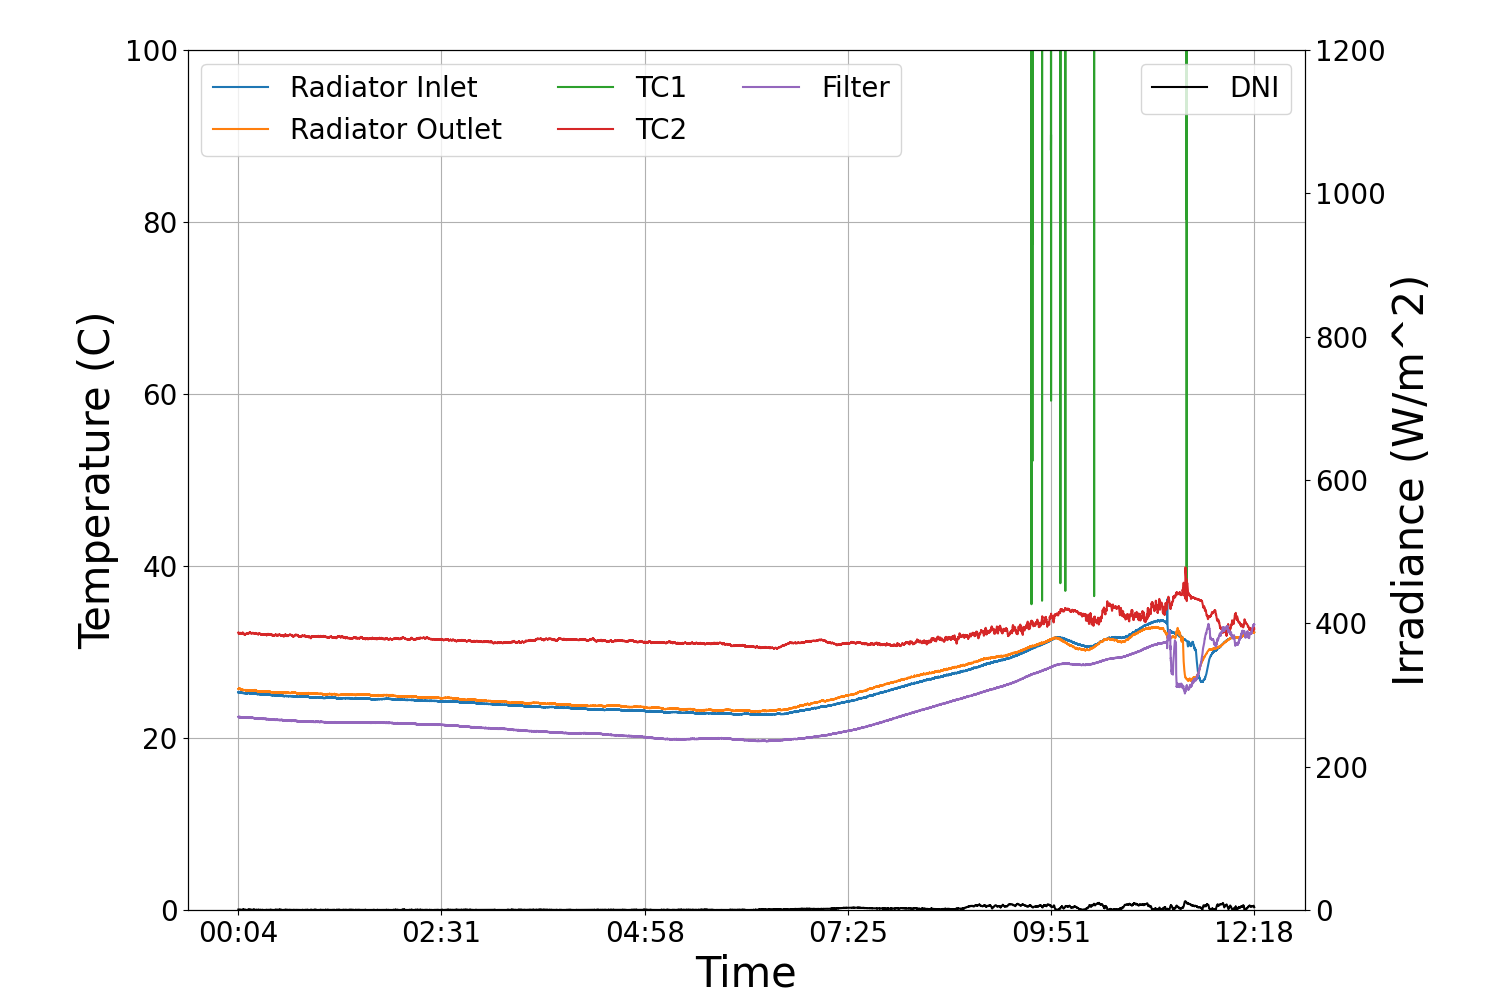 100
80
60
40
20
0
Temperature (C)
Radiator Inlet
Radiator Outlet
TC1
TC2
Filter
DNI
1200
1000
800
600
400
200
0
Irradiance (W/m^2)
00:04 02:31 04:58 07:25 09:51 12:18
Time